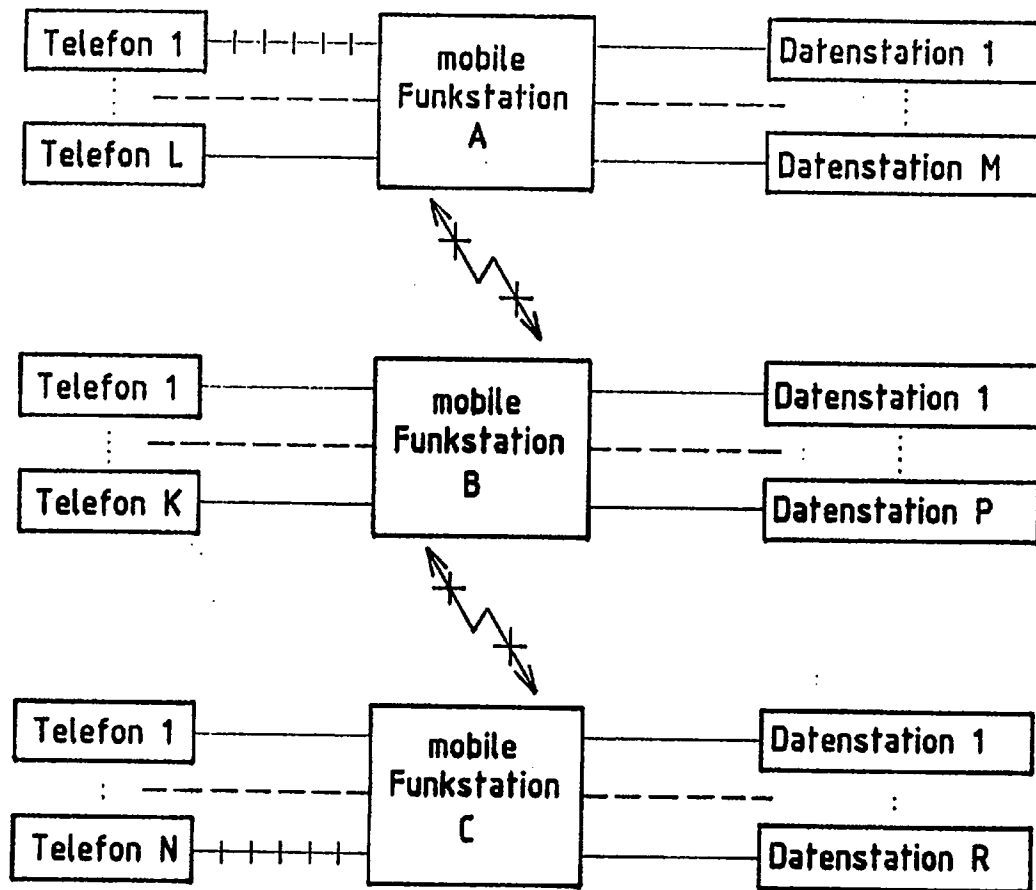 Telefon 1
mobile
Funkstation
A
Datenstation 1
Telefon L
Datenstation M
Telefon 1
mobile
Funkstation
B
Datenstation 1
Telefon K
Datenstation P
Telefon 1
mobile
Funkstation
C
Datenstation 1
Telefon N
Datenstation R